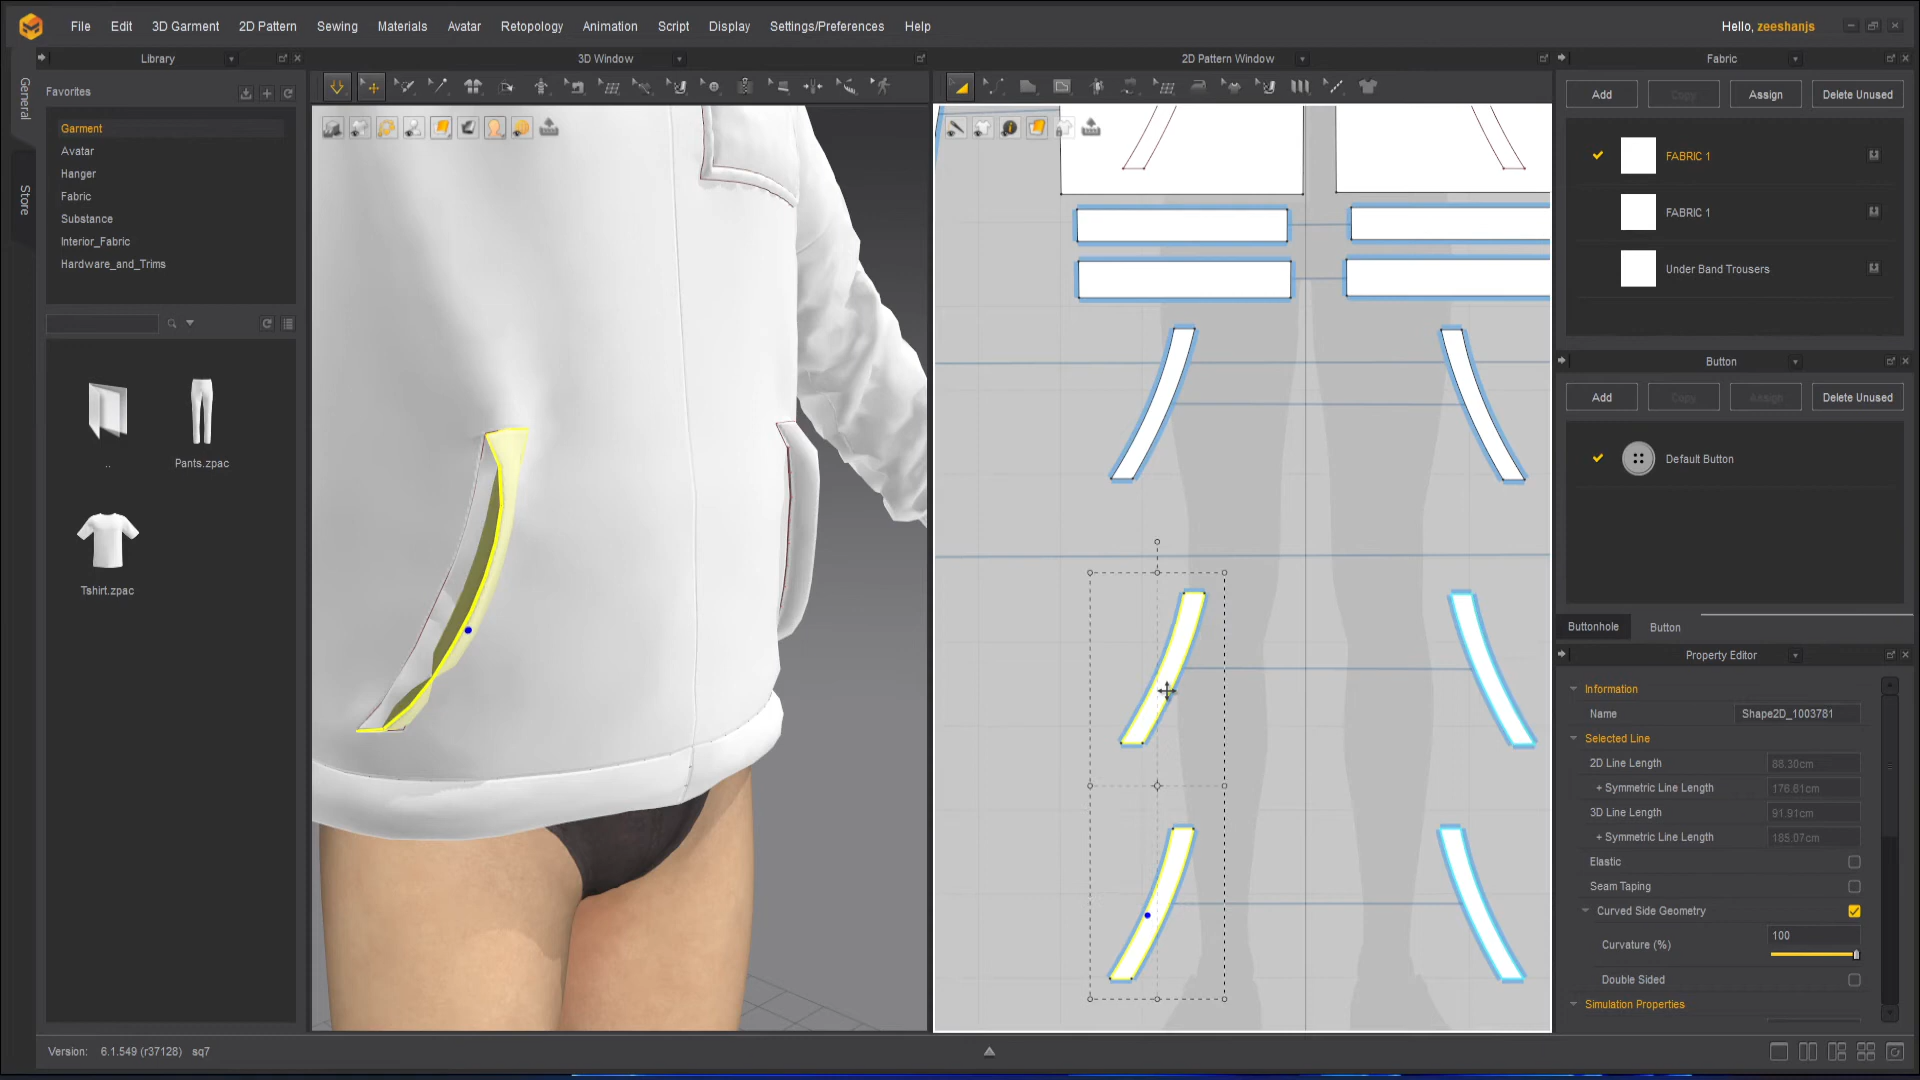 File Edit 3D Garment 2D Pattern Sewing Materials Avatar Retopology Animation Script Display Settings/Preferences Help
Hello, zeeshanjs
Library
3D Window
2D Pattern Window
Fabric
General
Store
Favorites
Garment
Avatar
Hanger
Fabric
Substance
Interior_Fabric
Hardware_and_Trims
..
Pants.zpac
Tshirt.zpac
Add Copy Assign Delete Unused
FABRIC 1
FABRIC 1
Under Band Trousers
Button
Add Copy Assign Delete Unused
Default Button
Buttonhole Button
Property Editor
Information
Name Shape2D_1003781
Selected Line
2D Line Length 88.30cm
+ Symmetric Line Length 176.61cm
3D Line Length 91.91cm
+ Symmetric Line Length 185.07cm
Elastic
Seam Taping
Curved Side Geometry
Curvature (%) 100
Double Sided
Simulation Properties
Version: 6.1.549 (r37128) sq7